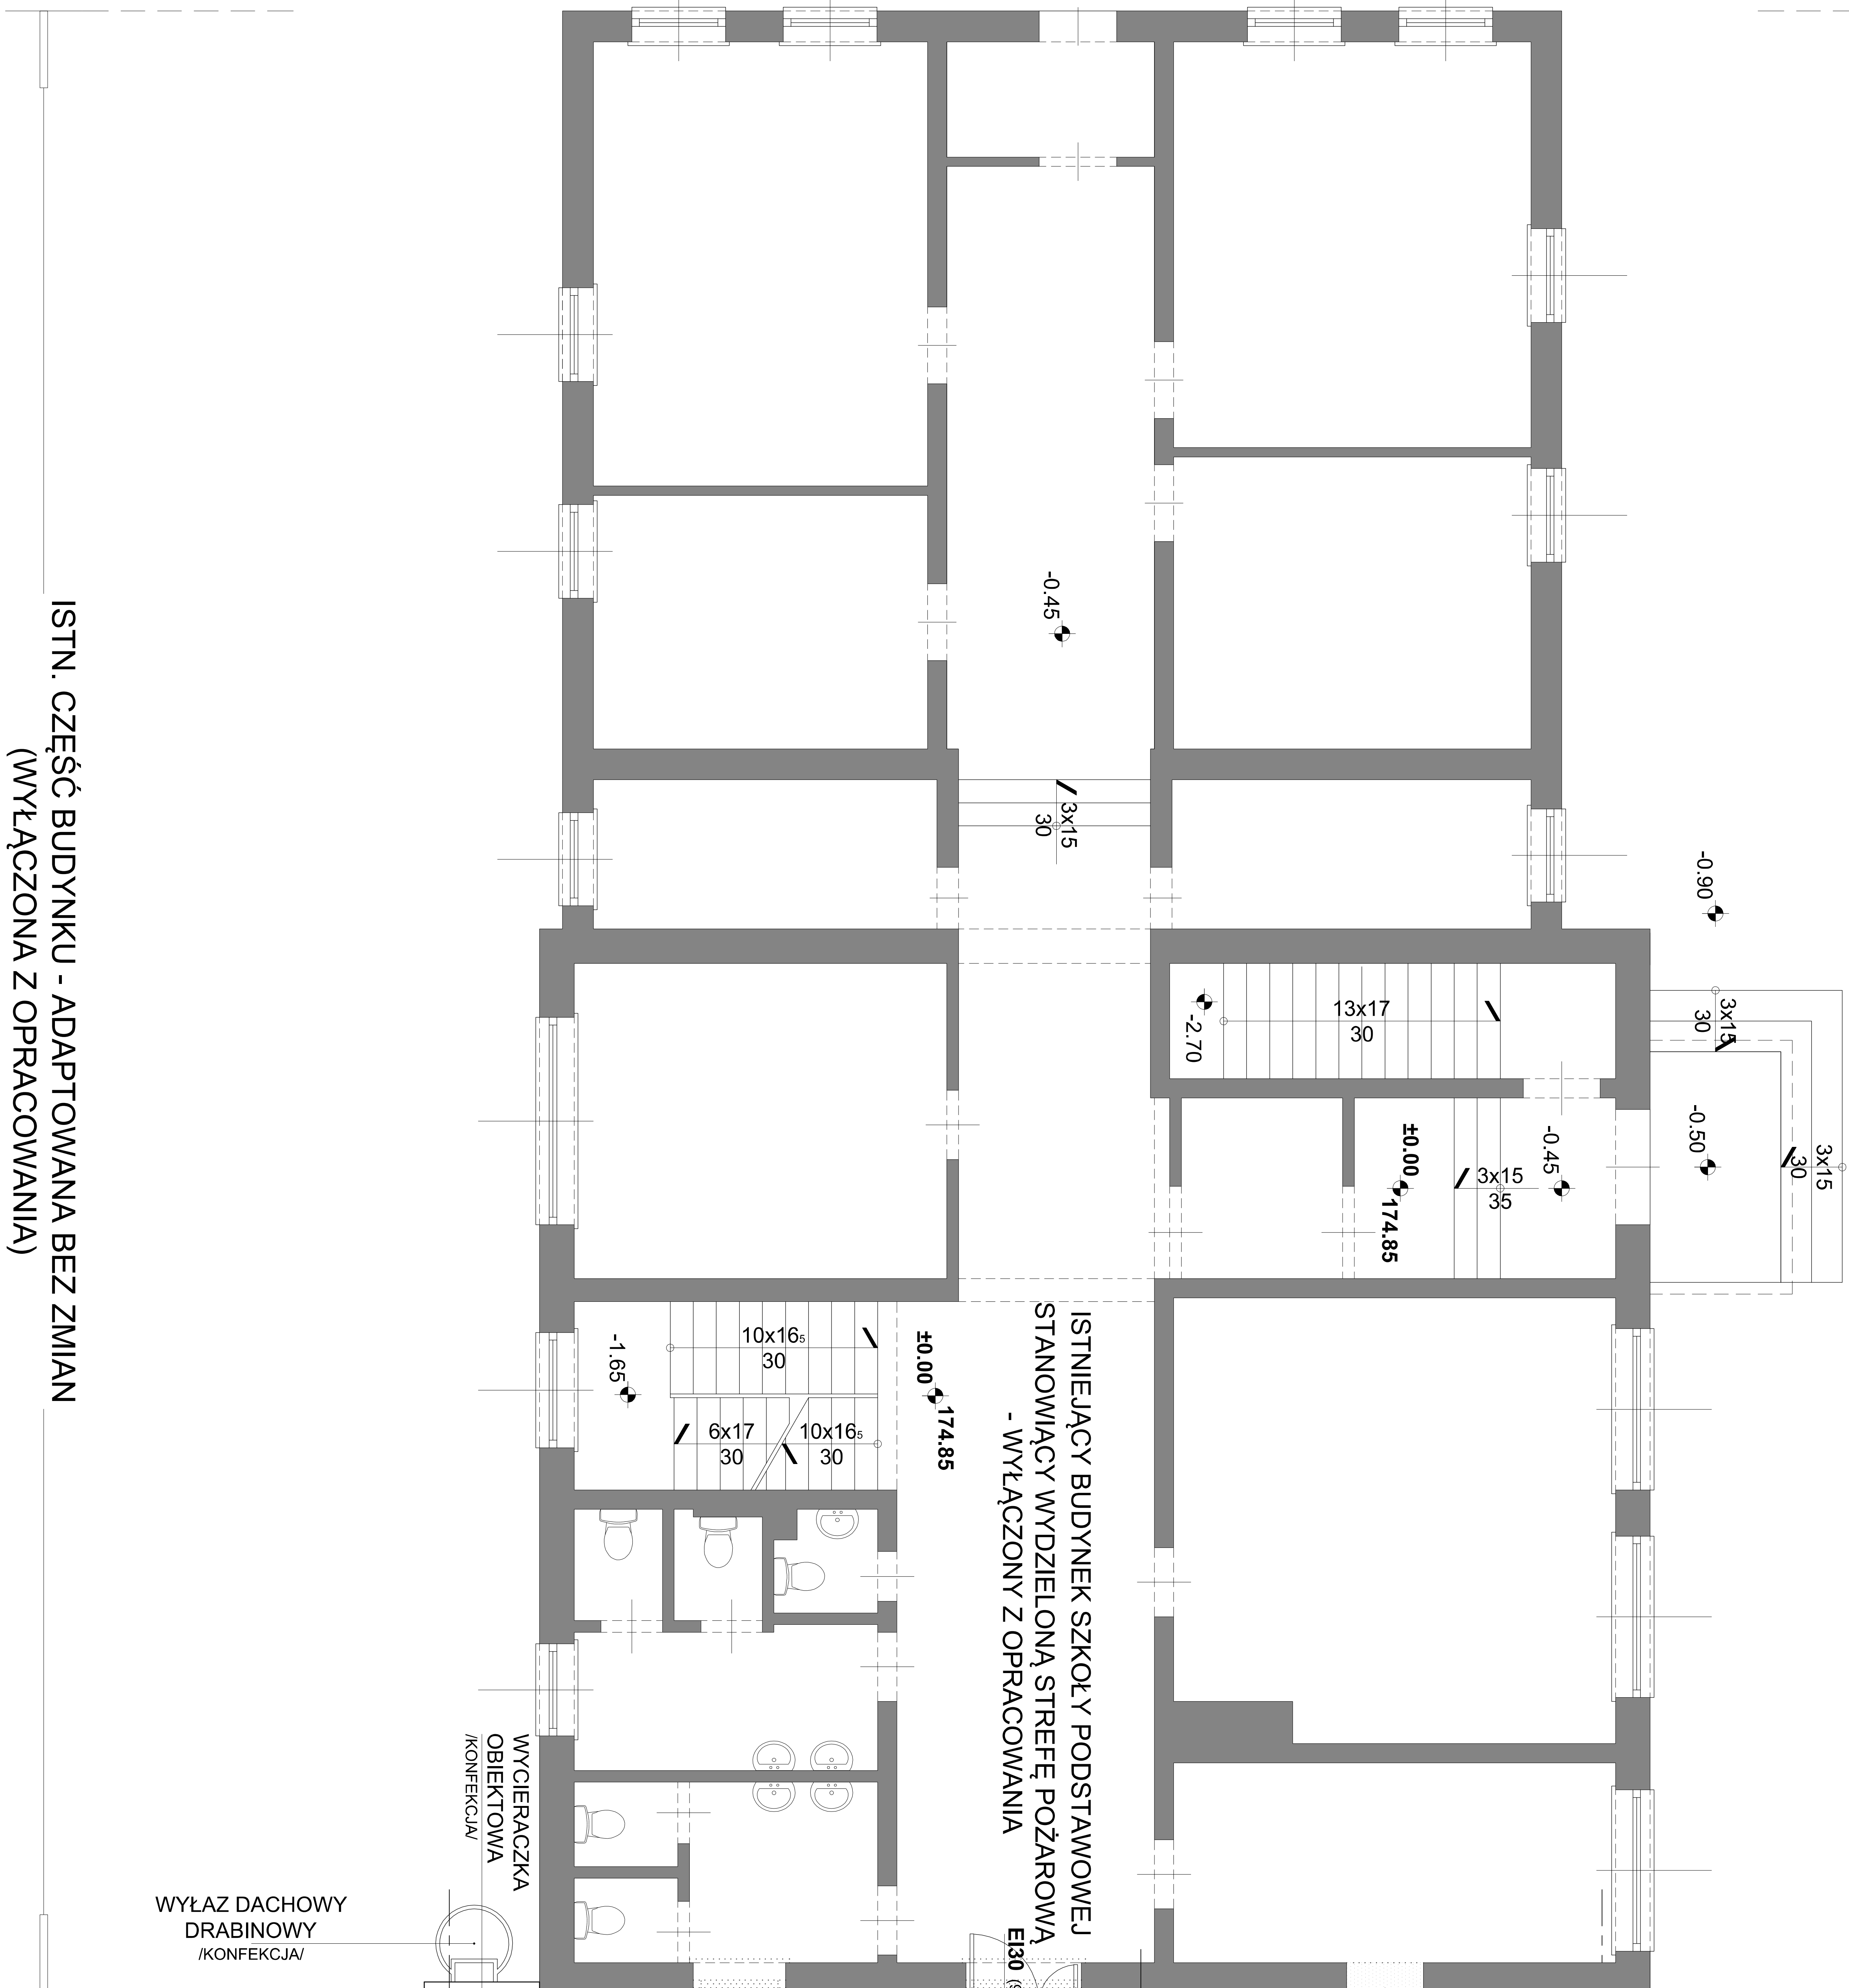 ISTN. CZĘŚĆ BUDYNKU - ADAPTOWANA BEZ ZMIAN
(WYŁĄCZONA Z OPRACOWANIA)
-0.45
3x15
30
-0.90
3x15
30
13x17
30
-2.70
-0.50
3x15
30
-0.45
±0.00
174.85
3x15
35
10x16₅
30
-1.65
6x17
30
10x16₅
30
±0.00
174.85
ISTNIEJĄCY BUDYNEK SZKOŁY PODSTAWOWEJ
STANOWIĄCY WYDZIELONĄ STREFĘ POŻAROWĄ
- WYŁĄCZONY Z OPRACOWANIA
WYCIERACZKA
OBIEKTOWA
/KONFEKCJA/
WYŁAZ DACHOWY
DRABINOWY
/KONFEKCJA/
EI30